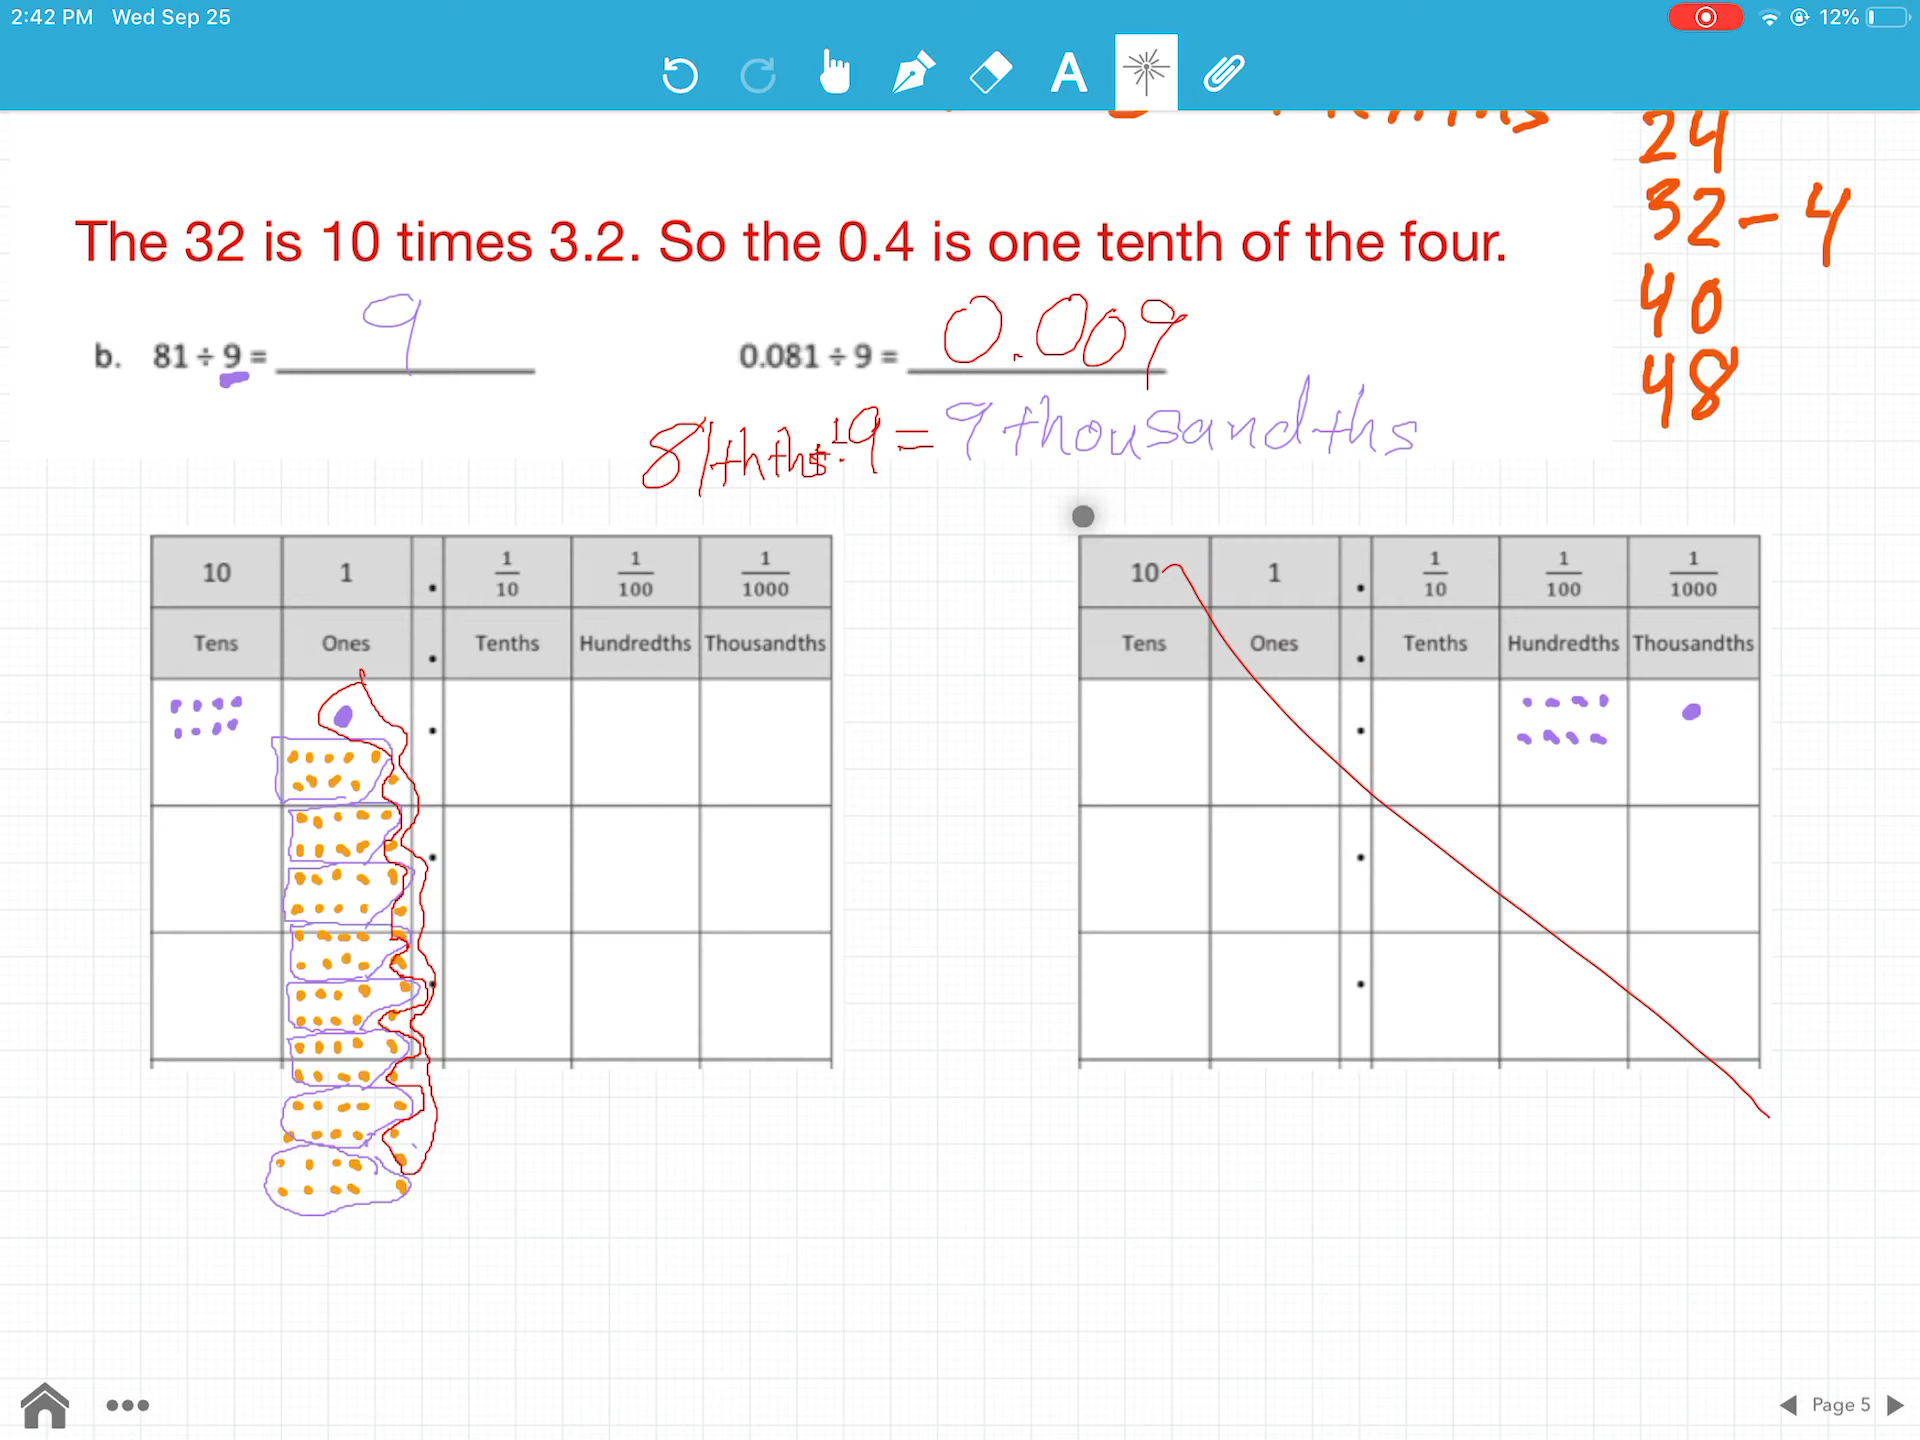 2:42 PM Wed Sep 25 12%
A
24
The 32 is 10 times 3.2. So the 0.4 is one tenth of the four.
32 - 4
40
48
b. 81 ÷ 9 = 9
0.081 ÷ 9 = 0.009
81 thths ÷ 9 = 9 thousandths
10 1 . 1/10 1/100 1/1000
Tens Ones . Tenths Hundredths Thousandths
10 1 . 1/10 1/100 1/1000
Tens Ones . Tenths Hundredths Thousandths
Page 5